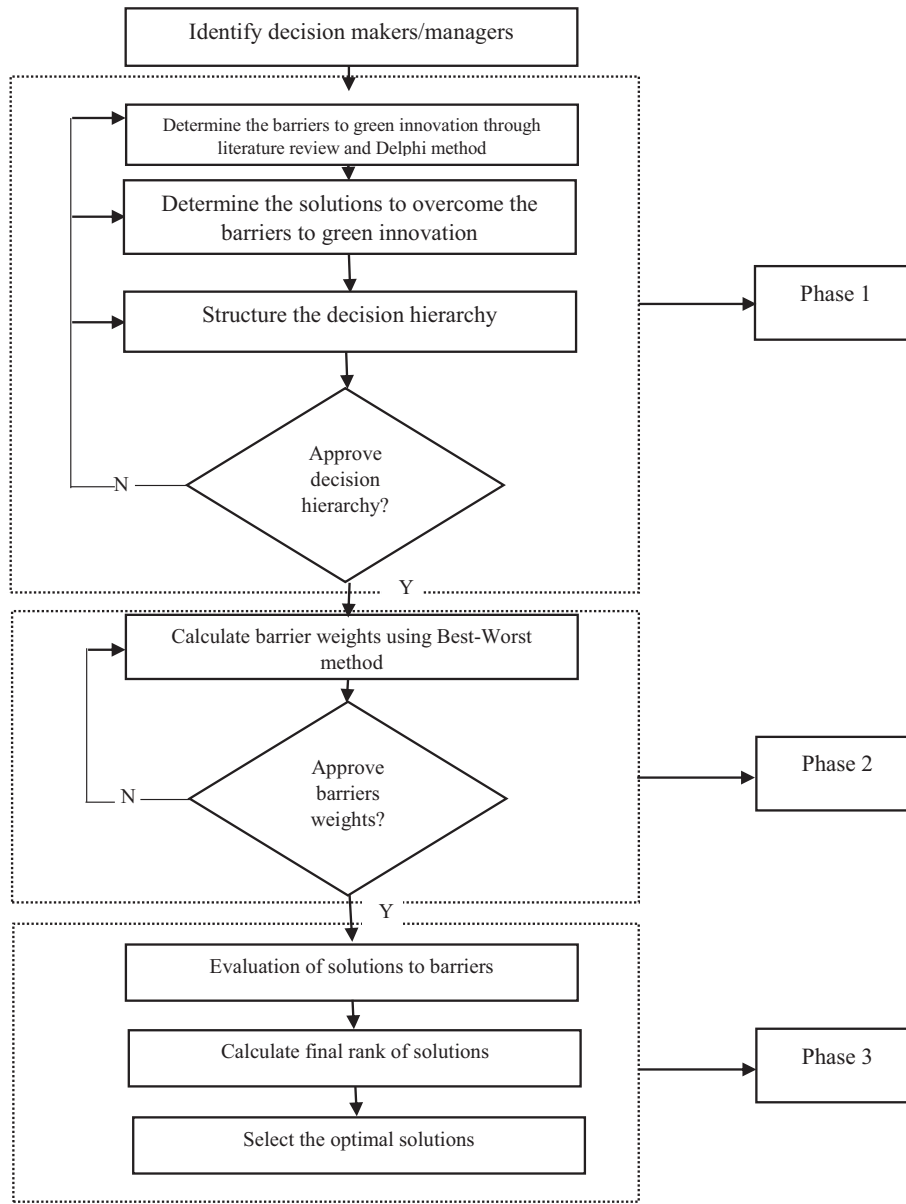 Identify decision makers/managers
Determine the barriers to green innovation through
literature review and Delphi method
Determine the solutions to overcome the
barriers to green innovation
Structure the decision hierarchy
Phase 1
Approve
decision
hierarchy?
N
Y
Calculate barrier weights using Best-Worst
method
Phase 2
Approve
barriers
weights?
N
Y
Evaluation of solutions to barriers
Calculate final rank of solutions
Phase 3
Select the optimal solutions